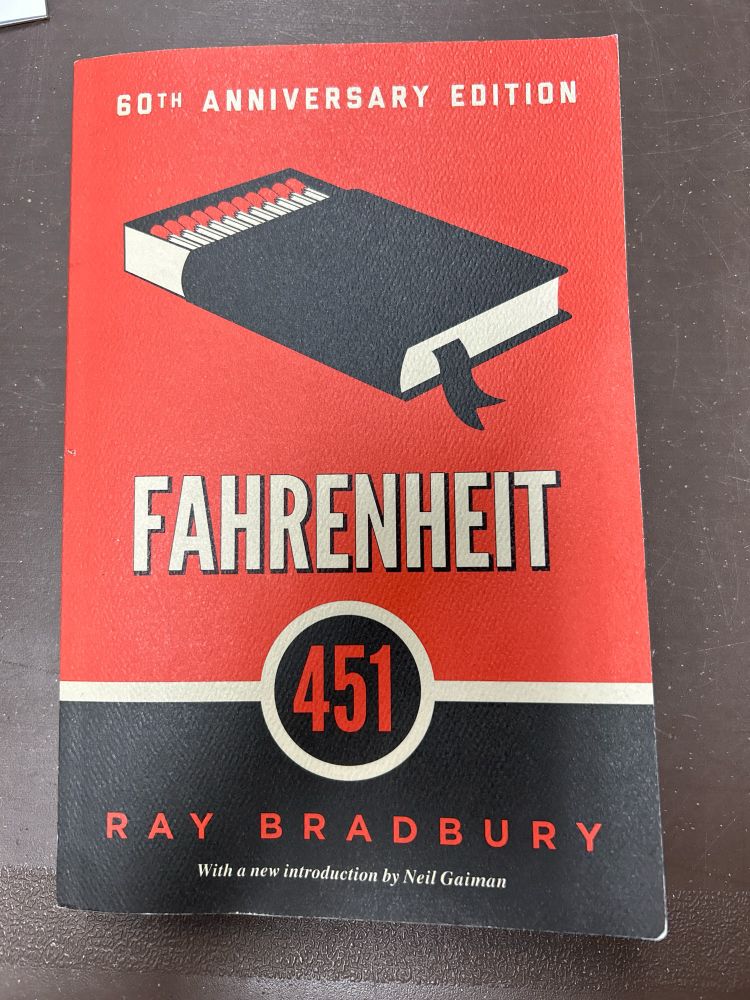 60TH ANNIVERSARY EDITION
FAHRENHEIT
451
RAY BRADBURY
With a new introduction by Neil Gaiman